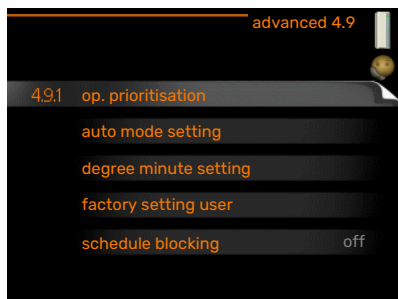 advanced 4.9
4.9.1 op. prioritisation
auto mode setting
degree minute setting
factory setting user
schedule blocking off